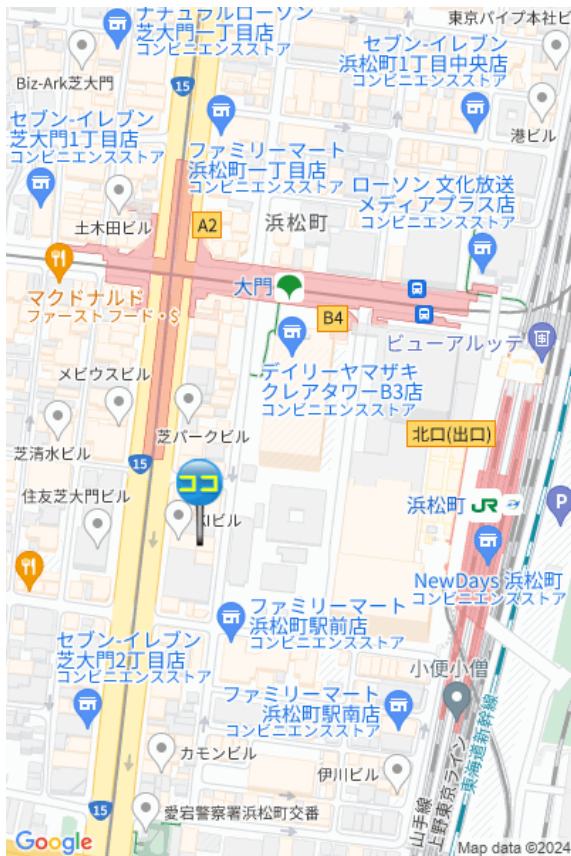 ナチュラルローソン
芝大門一丁目店
コンビニエンスストア
東京パイプ本社ビ
セブン-イレブン
浜松町1丁目中央店
コンビニエンスストア
Biz-Ark芝大門
15
セブン-イレブン
芝大門1丁目店
コンビニエンスストア
港ビル
ファミリーマート
浜松町一丁目店
コンビニエンスストア
ローソン 文化放送
メディアプラス店
コンビニエンスストア
土木田ビル
A2
浜松町
マクドナルド
ファースト フード・$
大門
B4
ビューアルッテ
デイリーヤマザキ
クレアタワーB3店
コンビニエンスストア
メビウスビル
芝パークビル
北口(出口)
芝清水ビル
15
ココ
住友芝大門ビル
KIビル
浜松町 JR
P
NewDays 浜松町
コンビニエンスストア
ファミリーマート
浜松町駅前店
コンビニエンスストア
セブン-イレブン
芝大門2丁目店
コンビニエンスストア
小便小僧
ファミリーマート
浜松町駅南店
コンビニエンスストア
東海道新幹線
カモンビル
伊川ビル
山手線
上野東京ライン
15
愛宕警察署浜松町交番
Google
Map data ©2024